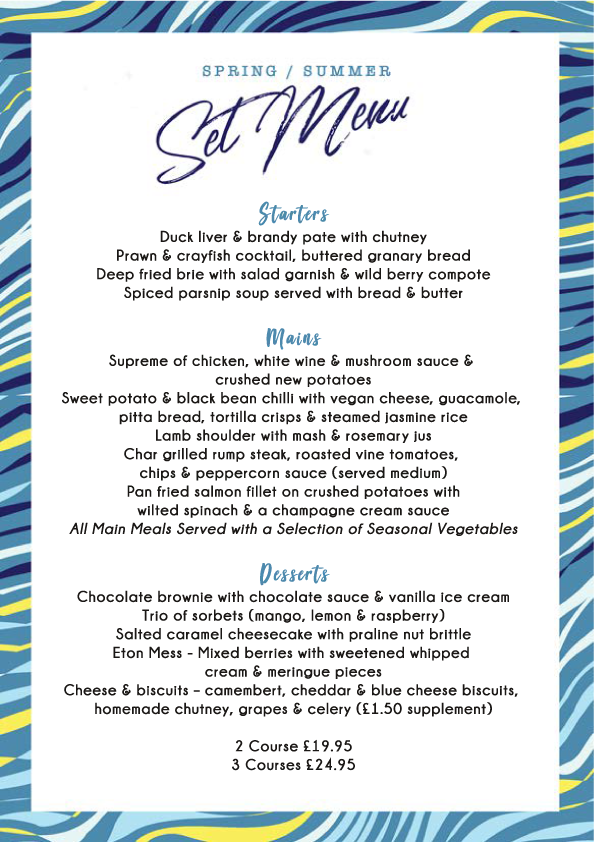 SPRING / SUMMER
Set Menu
Starters
Duck liver & brandy pate with chutney
Prawn & crayfish cocktail, buttered granary bread
Deep fried brie with salad garnish & wild berry compote
Spiced parsnip soup served with bread & butter
Mains
Supreme of chicken, white wine & mushroom sauce &
crushed new potatoes
Sweet potato & black bean chilli with vegan cheese, guacamole,
pitta bread, tortilla crisps & steamed jasmine rice
Lamb shoulder with mash & rosemary jus
Char grilled rump steak, roasted vine tomatoes,
chips & peppercorn sauce (served medium)
Pan fried salmon fillet on crushed potatoes with
wilted spinach & a champagne cream sauce
All Main Meals Served with a Selection of Seasonal Vegetables
Desserts
Chocolate brownie with chocolate sauce & vanilla ice cream
Trio of sorbets (mango, lemon & raspberry)
Salted caramel cheesecake with praline nut brittle
Eton Mess - Mixed berries with sweetened whipped
cream & meringue pieces
Cheese & biscuits – camembert, cheddar & blue cheese biscuits,
homemade chutney, grapes & celery (£1.50 supplement)
2 Course £19.95
3 Courses £24.95